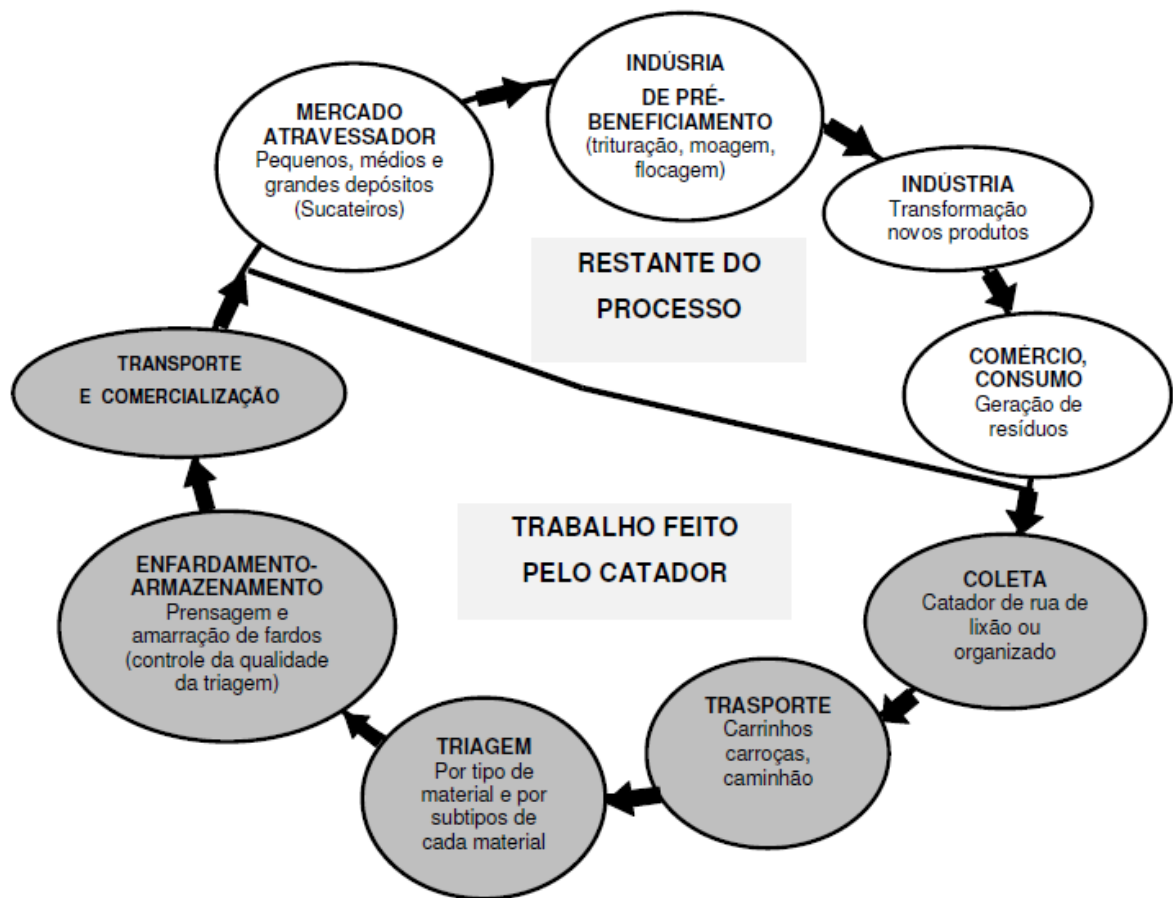 MERCADO
ATRAVESSADOR
Pequenos, médios e
grandes depósitos
(Sucateiros)
INDÚSRIA
DE PRÉ-
BENEFICIAMENTO
(trituração, moagem,
flocagem)
INDÚSTRIA
Transformação
novos produtos
RESTANTE DO
PROCESSO
COMÉRCIO,
CONSUMO
Geração de
resíduos
TRANSPORTE
E COMERCIALIZAÇÃO
TRABALHO FEITO
PELO CATADOR
COLETA
Catador de rua de
lixão ou
organizado
ENFARDAMENTO-
ARMAZENAMENTO
Prensagem e
amarração de fardos
(controle da qualidade
da triagem)
TRASPORTE
Carrinhos
carroças,
caminhão
TRIAGEM
Por tipo de
material e por
subtipos de
cada material